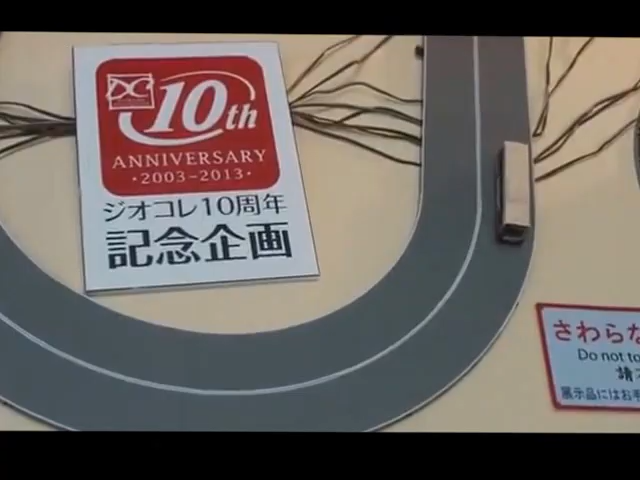 10th
ANNIVERSARY
・2003-2013・
ジオコレ10周年
記念企画
さわらな
Do not to
請
展示品にはお手